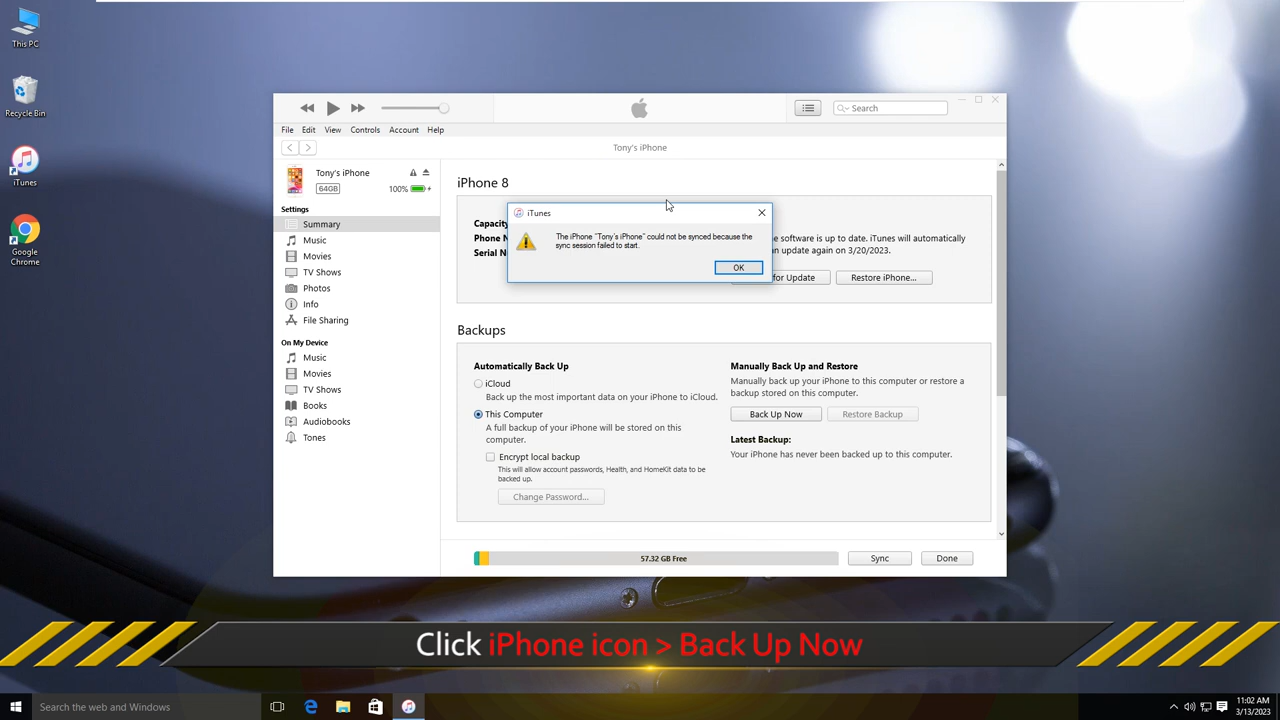 This PC
Recycle Bin
iTunes
Google
Chrome
Search
File Edit View Controls Account Help
Tony's iPhone
Tony's iPhone
64GB
100%
Settings
Summary
Music
Movies
TV Shows
Photos
Info
File Sharing
On My Device
Music
Movies
TV Shows
Books
Audiobooks
Tones
iPhone 8
Capacity
Phone N
Serial N
e software is up to date. iTunes will automatically
an update again on 3/20/2023.
for Update
Restore iPhone...
iTunes
The iPhone "Tony's iPhone" could not be synced because the
sync session failed to start.
OK
Backups
Automatically Back Up
iCloud
Back up the most important data on your iPhone to iCloud.
This Computer
A full backup of your iPhone will be stored on this
computer.
Encrypt local backup
This will allow account passwords, Health, and HomeKit data to be
backed up.
Change Password...
Manually Back Up and Restore
Manually back up your iPhone to this computer or restore a
backup stored on this computer.
Back Up Now
Restore Backup
Latest Backup:
Your iPhone has never been backed up to this computer.
57.32 GB Free
Sync
Done
Click iPhone icon > Back Up Now
Search the web and Windows
11:02 AM
3/13/2023